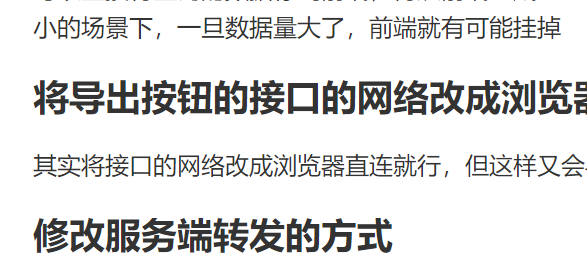 小的场景下，一旦数据量大了，前端就有可能挂掉
将导出按钮的接口的网络改成浏览器
其实将接口的网络改成浏览器直连就行，但这样又会
修改服务端转发的方式